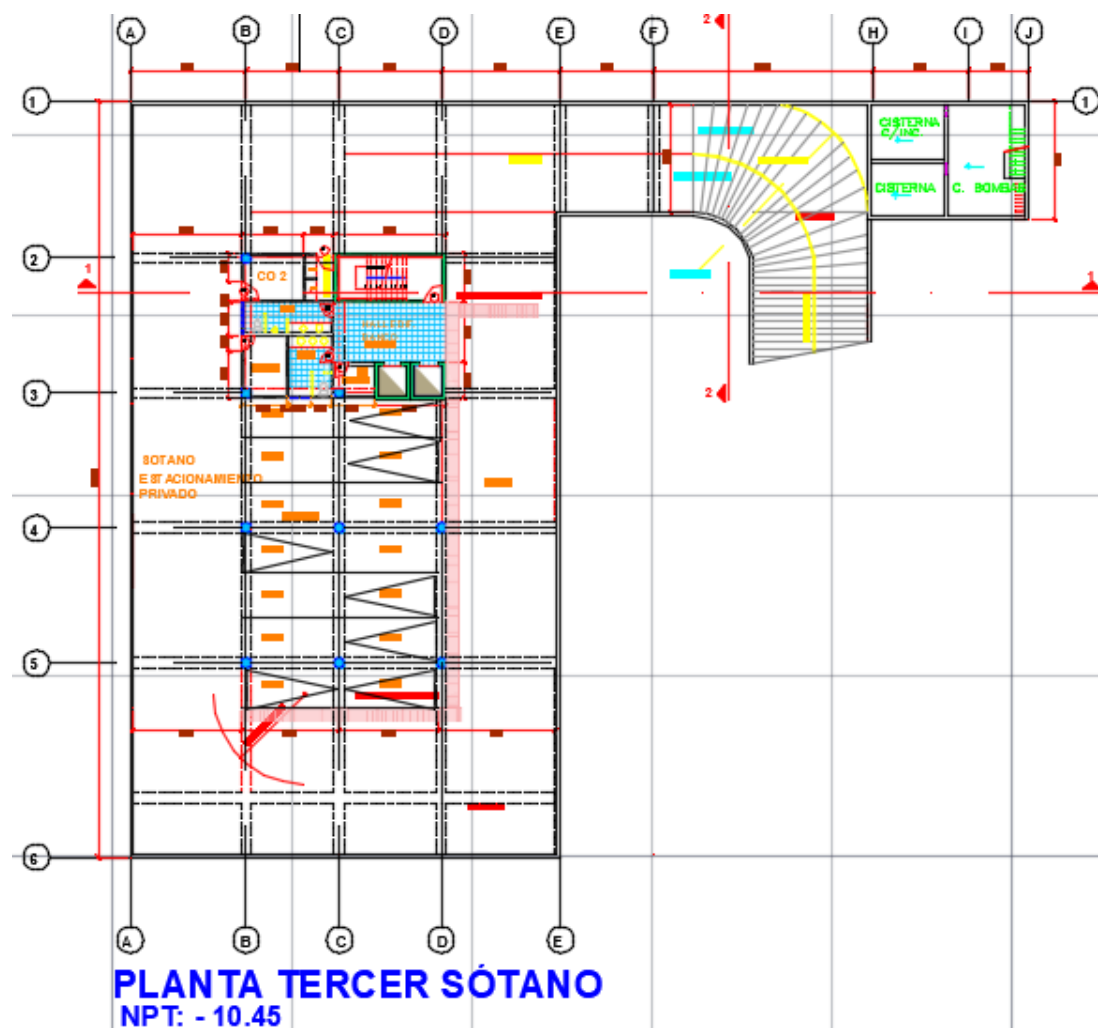 A B C D E F H I J
2
1 1
CISTERNA
C/INC.
CISTERNA C. BOMBAS
2
CO 2
1 1
3
2
SOTANO
ESTACIONAMIENTO
PRIVADO
4
5
6
A B C D E
PLANTA TERCER SÓTANO
NPT: - 10.45